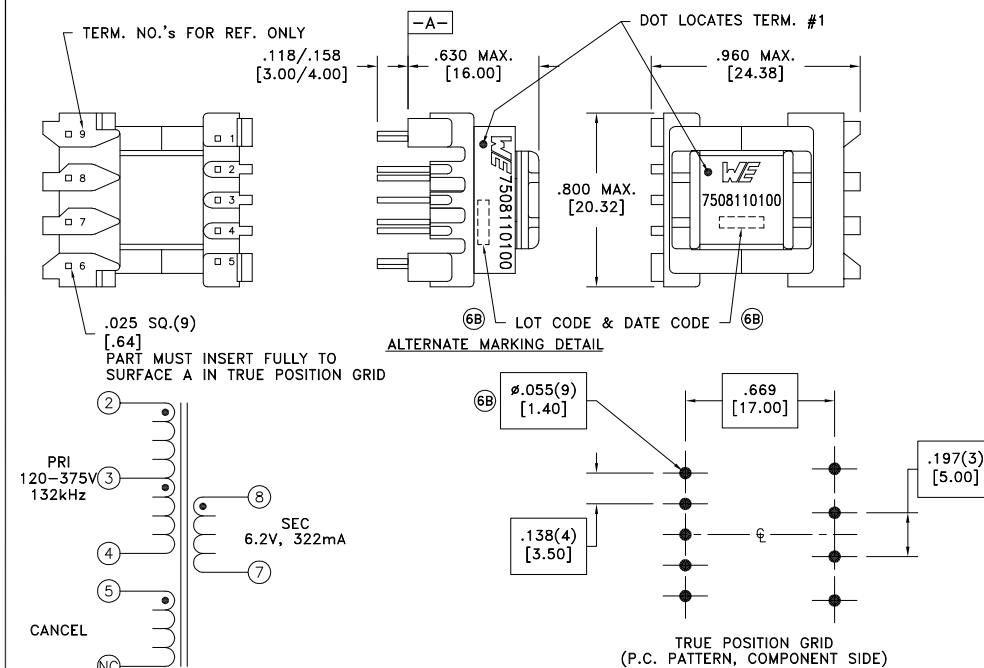 TERM. NO.'s FOR REF. ONLY
-A-
DOT LOCATES TERM. #1
.118/.158
[3.00/4.00]
.630 MAX.
[16.00]
.960 MAX.
[24.38]
9
8
7
6
1
2
3
4
5
WE
7508110100
.800 MAX.
[20.32]
WE
7508110100
.025 SQ.(9)
[.64]
PART MUST INSERT FULLY TO
SURFACE A IN TRUE POSITION GRID
6B LOT CODE & DATE CODE 6B
ALTERNATE MARKING DETAIL
2
PRI
120-375V
132kHz
3
4
5
CANCEL
NC
8
SEC
6.2V, 322mA
7
6B
ø.055(9)
[1.40]
.669
[17.00]
.197(3)
[5.00]
.138(4)
[3.50]
℄
TRUE POSITION GRID
(P.C. PATTERN, COMPONENT SIDE)